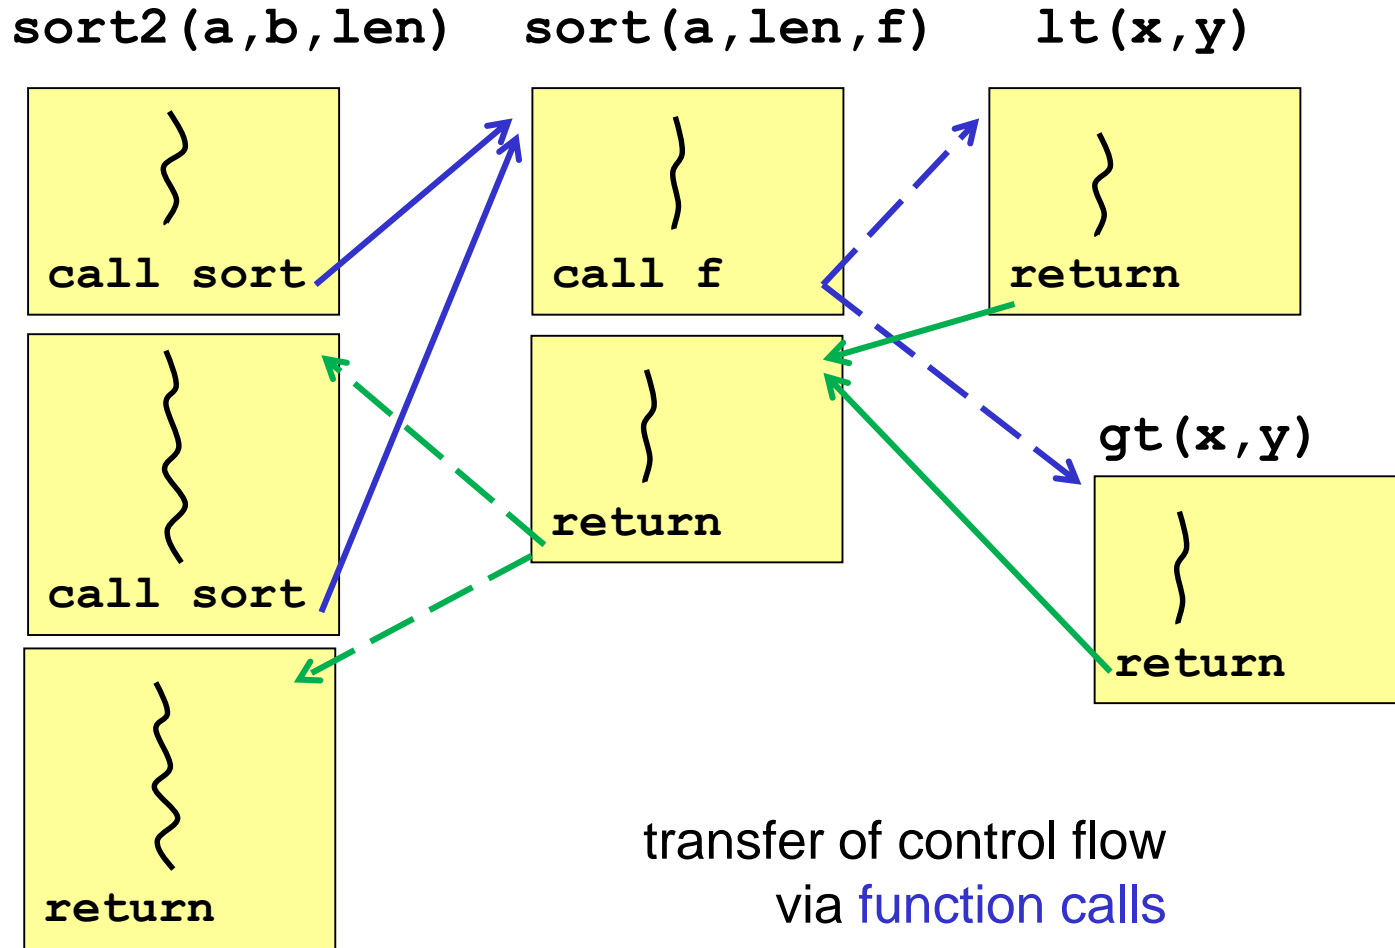 sort2(a,b,len)
sort(a,len,f)
lt(x,y)
call sort
call f
return
call sort
return
gt(x,y)
return
return
transfer of control flow
via function calls